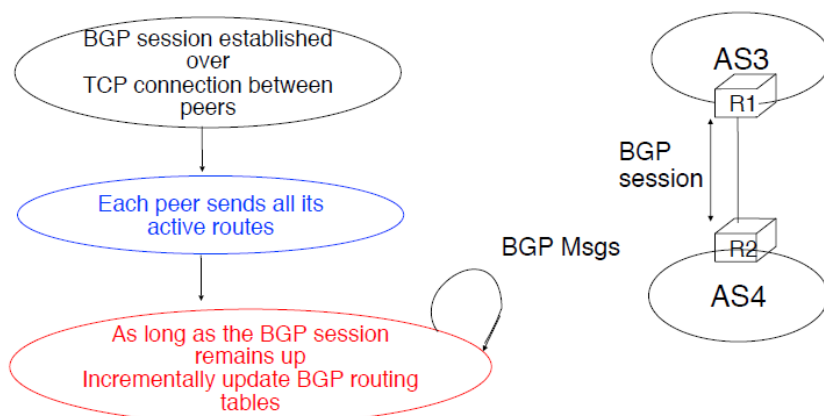 BGP session established
over
TCP connection between
peers
Each peer sends all its
active routes
As long as the BGP session
remains up
Incrementally update BGP routing
tables
BGP Msgs
AS3
R1
BGP
session
R2
AS4